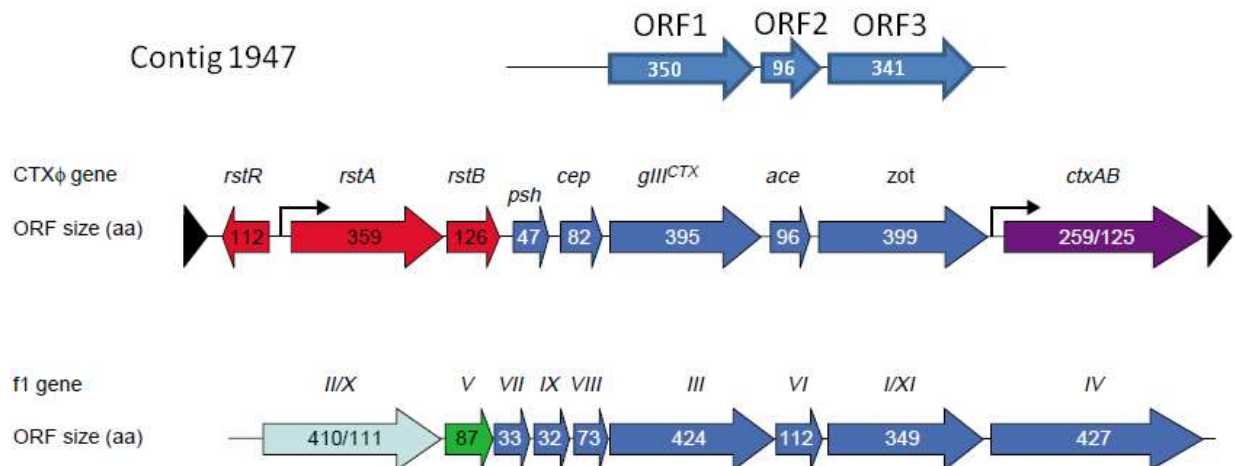 ORF1 ORF2 ORF3
Contig 1947 350 96 341
CTXϕ gene rstR rstA rstB psh cep gIII^CTX ace zot ctxAB
ORF size (aa) 112 359 126 47 82 395 96 399 259/125
f1 gene II/X V VII IX VIII III VI I/XI IV
ORF size (aa) 410/111 87 33 32 73 424 112 349 427